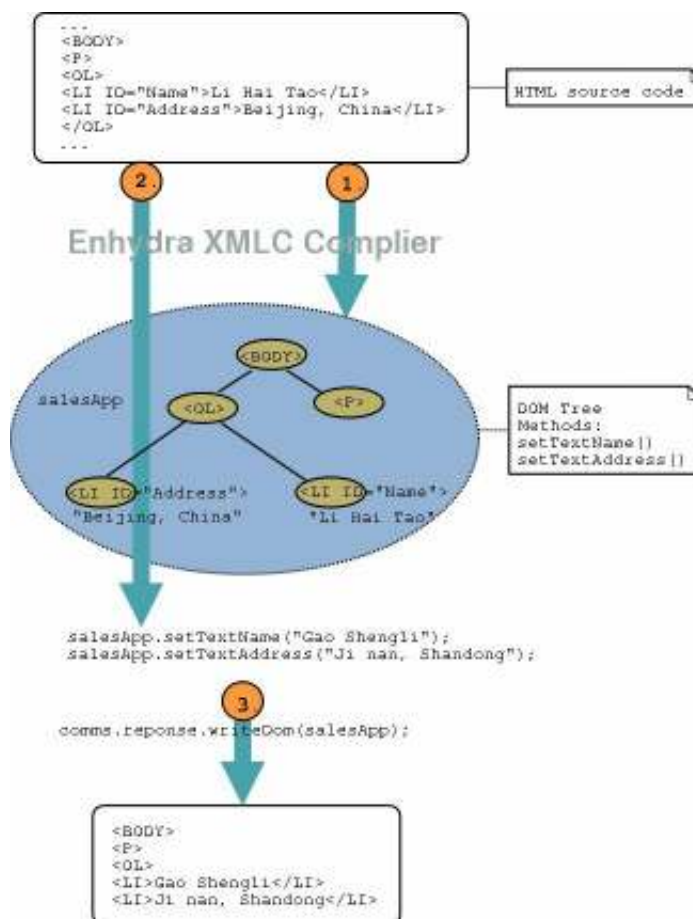 ...
<BODY>
<P>
<OL>
<LI ID="Name">Li Hai Tao</LI>
<LI ID="Address">Beijing, China</LI>
</OL>
...
HTML source code
2.
1.
Enhydra XMLC Complier
<BODY>
salesApp
<OL>
<P>
DOM Tree
Methods:
setTextName()
setTextAddress()
<LI ID="Address">
"Beijing, China"
<LI ID="Name">
"Li Hai Tao"
salesApp.setTextName("Gao Shengli");
salesApp.setTextAddress("Ji nan, Shandong");
3.
comms.reponse.writeDom(salesApp);
<BODY>
<P>
<OL>
<LI>Gao Shengli</LI>
<LI>Ji nan, Shandong</LI>